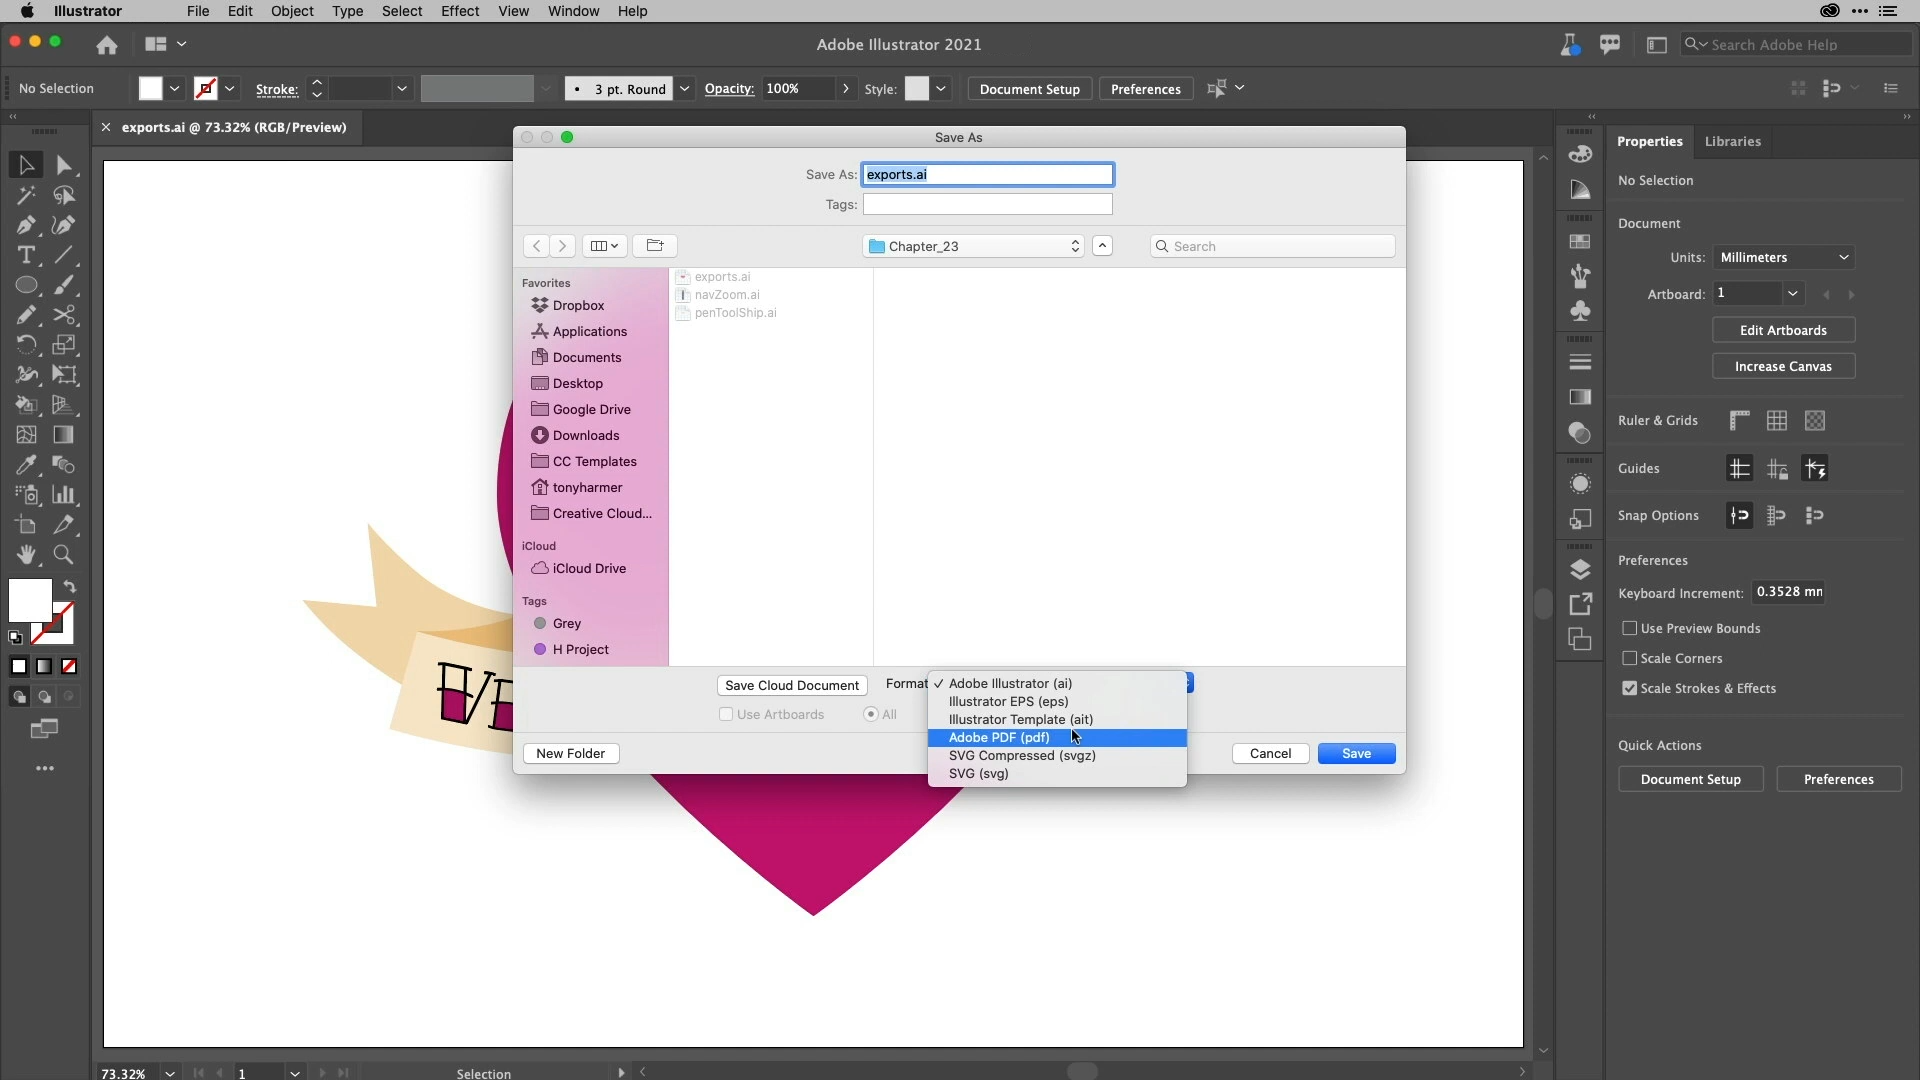 Illustrator File Edit Object Type Select Effect View Window Help
Adobe Illustrator 2021
Search Adobe Help
No Selection
Stroke:
3 pt. Round
Opacity: 100%
Style:
Document Setup
Preferences
exports.ai @ 73.32% (RGB/Preview)
Save As
Save As: exports.ai
Tags:
Chapter_23
Search
Favorites
Dropbox
Applications
Documents
Desktop
Google Drive
Downloads
CC Templates
tonyharmer
Creative Cloud...
iCloud
iCloud Drive
Tags
Grey
H Project
exports.ai
navZoom.ai
penToolShip.ai
Save Cloud Document
Format
Adobe Illustrator (ai)
Illustrator EPS (eps)
Illustrator Template (ait)
Adobe PDF (pdf)
SVG Compressed (svgz)
SVG (svg)
Use Artboards
All
New Folder
Cancel
Save
Properties
Libraries
No Selection
Document
Units: Millimeters
Artboard: 1
Edit Artboards
Increase Canvas
Ruler & Grids
Guides
Snap Options
Preferences
Keyboard Increment: 0.3528 mm
Use Preview Bounds
Scale Corners
Scale Strokes & Effects
Quick Actions
Document Setup
Preferences
73.32%
1
Selection